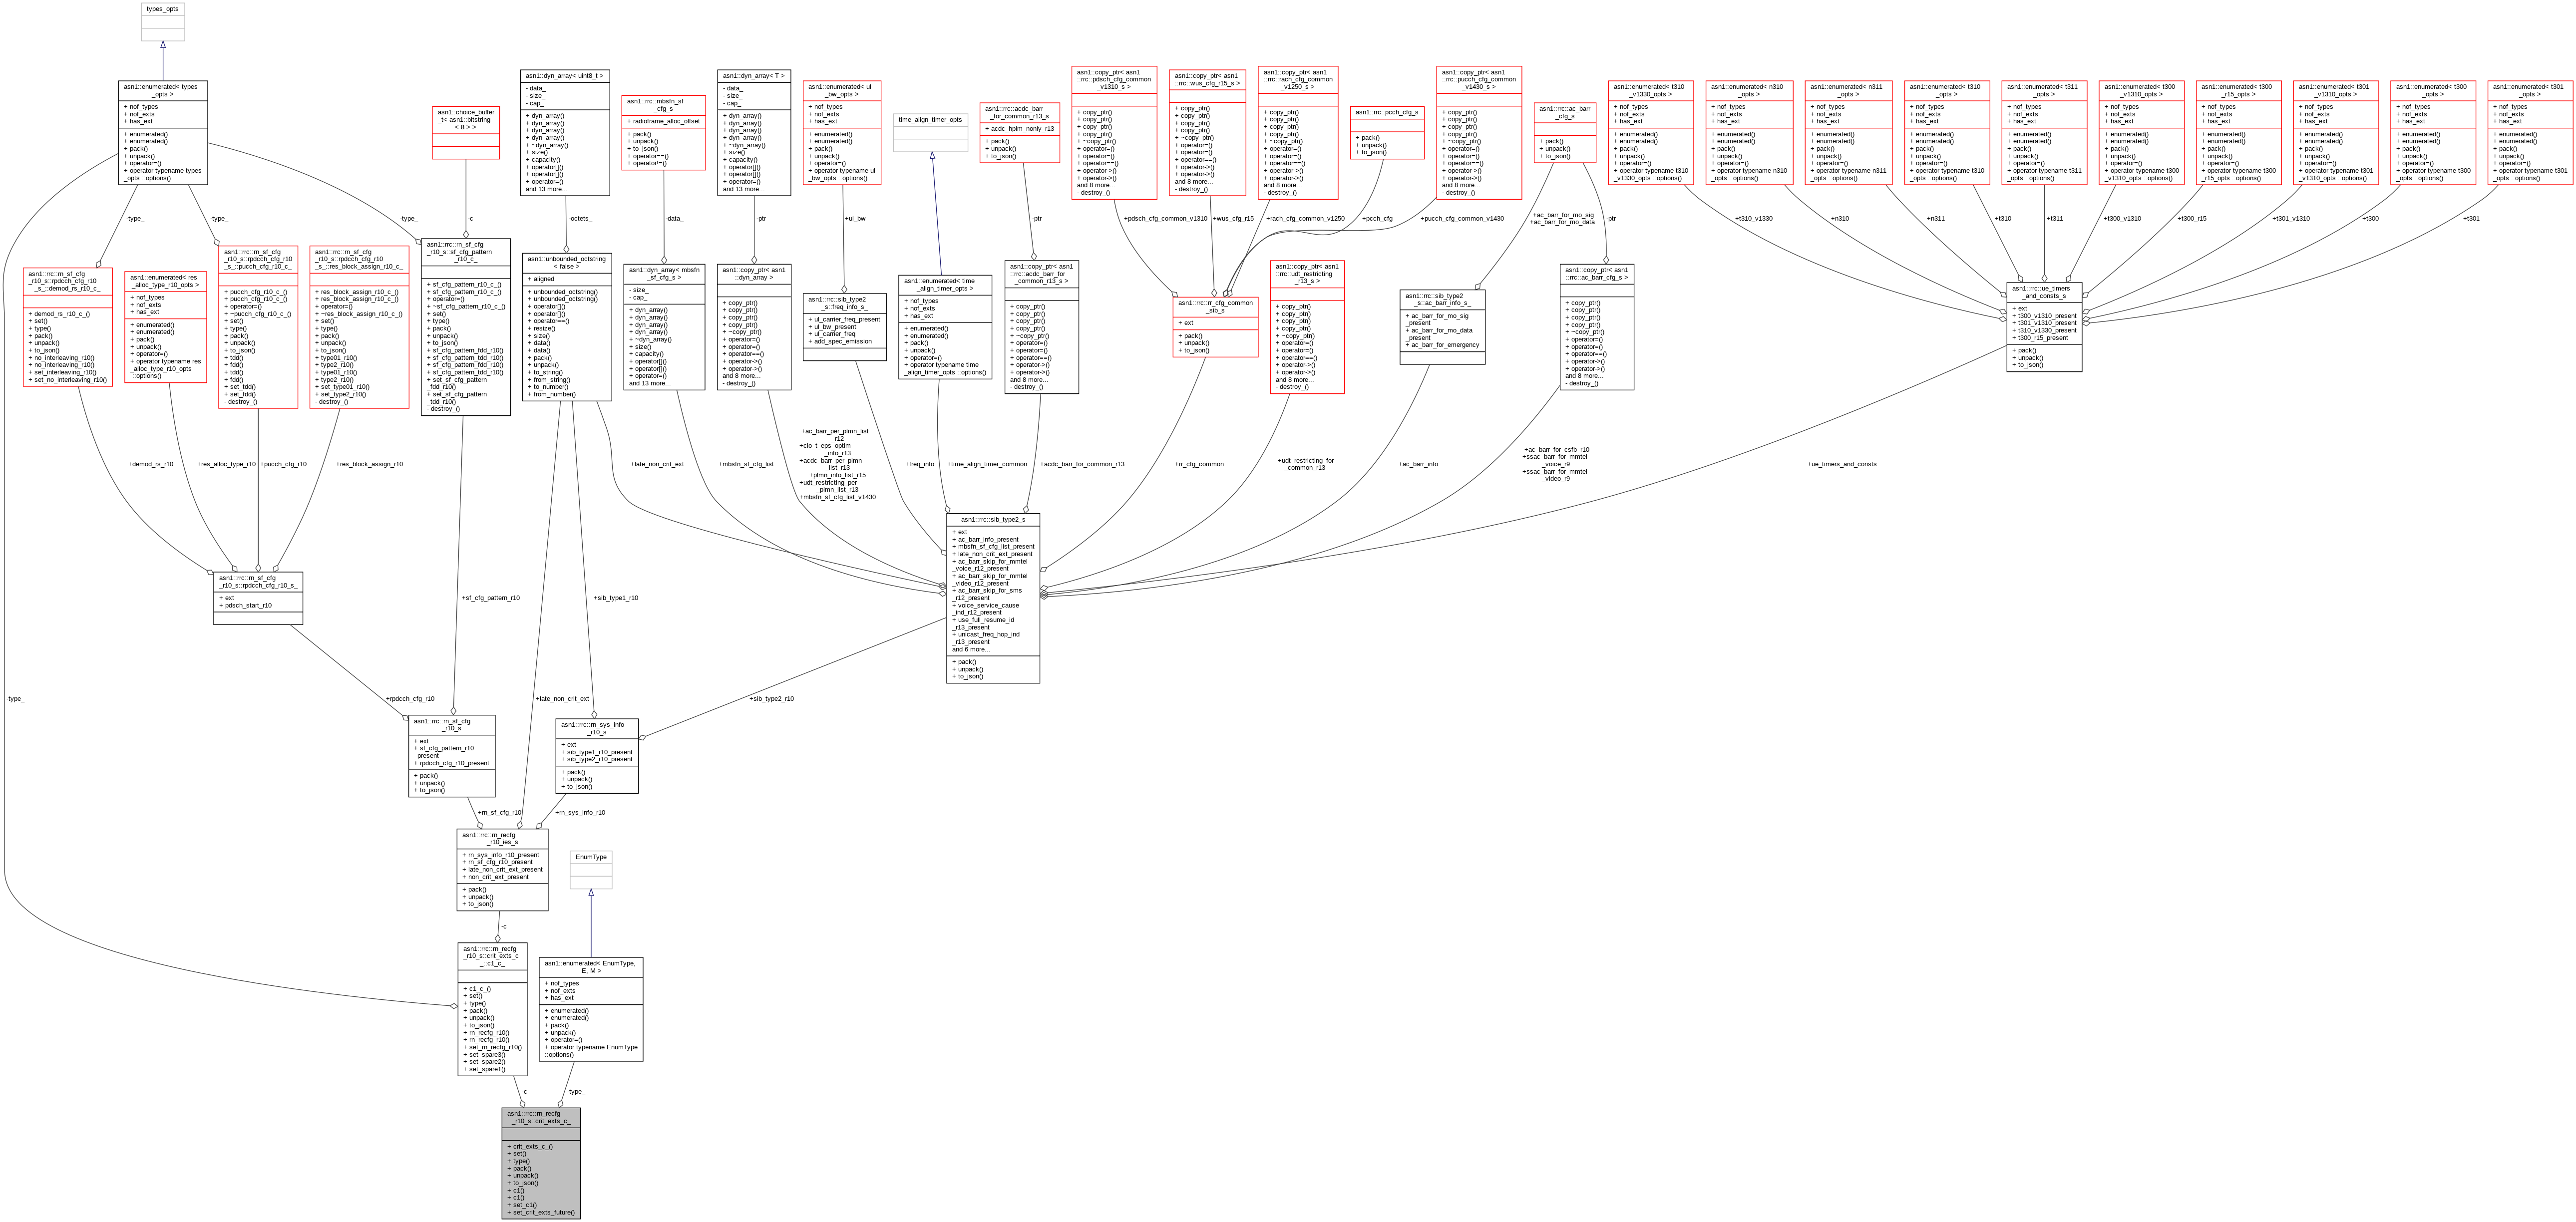 types_opts
asn1::enumerated< types
_opts >
+ nof_types
+ nof_exts
+ has_ext
+ enumerated()
+ enumerated()
+ pack()
+ unpack()
+ operator=()
+ operator typename types
_opts ::options()
asn1::choice_buffer
_t< asn1::bitstring
< 8 > >
asn1::dyn_array< uint8_t >
- data_
- size_
- cap_
+ dyn_array()
+ dyn_array()
+ dyn_array()
+ dyn_array()
+ ~dyn_array()
+ size()
+ capacity()
+ operator[]()
+ operator[]()
+ operator=()
and 13 more...
asn1::rrc::mbsfn_sf
_cfg_s
+ radioframe_alloc_offset
+ pack()
+ unpack()
+ to_json()
+ operator==()
+ operator!=()
asn1::dyn_array< T >
- data_
- size_
- cap_
+ dyn_array()
+ dyn_array()
+ dyn_array()
+ dyn_array()
+ ~dyn_array()
+ size()
+ capacity()
+ operator[]()
+ operator[]()
+ operator=()
and 13 more...
asn1::enumerated< ul
_bw_opts >
+ nof_types
+ nof_exts
+ has_ext
+ enumerated()
+ enumerated()
+ pack()
+ unpack()
+ operator=()
+ operator typename ul
_bw_opts ::options()
time_align_timer_opts
asn1::rrc::acdc_barr
_for_common_r13_s
+ acdc_hplm_nonly_r13
+ pack()
+ unpack()
+ to_json()
asn1::copy_ptr< asn1
::rrc::pdsch_cfg_common
_v1310_s >
+ copy_ptr()
+ copy_ptr()
+ copy_ptr()
+ copy_ptr()
+ ~copy_ptr()
+ operator=()
+ operator=()
+ operator==()
+ operator->()
+ operator->()
and 8 more...
- destroy_()
asn1::copy_ptr< asn1
::rrc::wus_cfg_r15_s >
+ copy_ptr()
+ copy_ptr()
+ copy_ptr()
+ copy_ptr()
+ ~copy_ptr()
+ operator=()
+ operator=()
+ operator==()
+ operator->()
+ operator->()
and 8 more...
- destroy_()
asn1::copy_ptr< asn1
::rrc::rach_cfg_common
_v1250_s >
+ copy_ptr()
+ copy_ptr()
+ copy_ptr()
+ copy_ptr()
+ ~copy_ptr()
+ operator=()
+ operator=()
+ operator==()
+ operator->()
+ operator->()
and 8 more...
- destroy_()
asn1::rrc::pcch_cfg_s
+ pack()
+ unpack()
+ to_json()
asn1::copy_ptr< asn1
::rrc::pucch_cfg_common
_v1430_s >
+ copy_ptr()
+ copy_ptr()
+ copy_ptr()
+ copy_ptr()
+ ~copy_ptr()
+ operator=()
+ operator=()
+ operator==()
+ operator->()
+ operator->()
and 8 more...
- destroy_()
asn1::rrc::ac_barr
_cfg_s
+ pack()
+ unpack()
+ to_json()
asn1::enumerated< t310
_v1330_opts >
+ nof_types
+ nof_exts
+ has_ext
+ enumerated()
+ enumerated()
+ pack()
+ unpack()
+ operator=()
+ operator typename t310
_v1330_opts ::options()
asn1::enumerated< n310
_opts >
+ nof_types
+ nof_exts
+ has_ext
+ enumerated()
+ enumerated()
+ pack()
+ unpack()
+ operator=()
+ operator typename n310
_opts ::options()
asn1::enumerated< n311
_opts >
+ nof_types
+ nof_exts
+ has_ext
+ enumerated()
+ enumerated()
+ pack()
+ unpack()
+ operator=()
+ operator typename n311
_opts ::options()
asn1::enumerated< t310
_opts >
+ nof_types
+ nof_exts
+ has_ext
+ enumerated()
+ enumerated()
+ pack()
+ unpack()
+ operator=()
+ operator typename t310
_opts ::options()
asn1::enumerated< t311
_opts >
+ nof_types
+ nof_exts
+ has_ext
+ enumerated()
+ enumerated()
+ pack()
+ unpack()
+ operator=()
+ operator typename t311
_opts ::options()
asn1::enumerated< t300
_v1310_opts >
+ nof_types
+ nof_exts
+ has_ext
+ enumerated()
+ enumerated()
+ pack()
+ unpack()
+ operator=()
+ operator typename t300
_v1310_opts ::options()
asn1::enumerated< t300
_r15_opts >
+ nof_types
+ nof_exts
+ has_ext
+ enumerated()
+ enumerated()
+ pack()
+ unpack()
+ operator=()
+ operator typename t300
_r15_opts ::options()
asn1::enumerated< t301
_v1310_opts >
+ nof_types
+ nof_exts
+ has_ext
+ enumerated()
+ enumerated()
+ pack()
+ unpack()
+ operator=()
+ operator typename t301
_v1310_opts ::options()
asn1::enumerated< t300
_opts >
+ nof_types
+ nof_exts
+ has_ext
+ enumerated()
+ enumerated()
+ pack()
+ unpack()
+ operator=()
+ operator typename t300
_opts ::options()
asn1::enumerated< t301
_opts >
+ nof_types
+ nof_exts
+ has_ext
+ enumerated()
+ enumerated()
+ pack()
+ unpack()
+ operator=()
+ operator typename t301
_opts ::options()
-type_
-type_
-type_
-c
-octets_
-data_
-ptr
+ul_bw
-ptr
+pdsch_cfg_common_v1310
+wus_cfg_r15
+rach_cfg_common_v1250
+pcch_cfg
+pucch_cfg_common_v1430
+ac_barr_for_mo_sig
+ac_barr_for_mo_data
-ptr
+t310_v1330
+n310
+n311
+t310
+t311
+t300_v1310
+t300_r15
+t301_v1310
+t300
+t301
asn1::rrc::rn_sf_cfg
_r10_s::rpdcch_cfg_r10
_s_::demod_rs_r10_c_
+ demod_rs_r10_c_()
+ set()
+ type()
+ pack()
+ unpack()
+ to_json()
+ no_interleaving_r10()
+ no_interleaving_r10()
+ set_interleaving_r10()
+ set_no_interleaving_r10()
asn1::enumerated< res
_alloc_type_r10_opts >
+ nof_types
+ nof_exts
+ has_ext
+ enumerated()
+ enumerated()
+ pack()
+ unpack()
+ operator=()
+ operator typename res
_alloc_type_r10_opts
::options()
asn1::rrc::rn_sf_cfg
_r10_s::rpdcch_cfg_r10
_s_::pucch_cfg_r10_c_
+ pucch_cfg_r10_c_()
+ pucch_cfg_r10_c_()
+ operator=()
+ ~pucch_cfg_r10_c_()
+ set()
+ type()
+ pack()
+ unpack()
+ to_json()
+ tdd()
+ tdd()
+ fdd()
+ fdd()
+ set_tdd()
+ set_fdd()
- destroy_()
asn1::rrc::rn_sf_cfg
_r10_s::rpdcch_cfg_r10
_s_::res_block_assign_r10_c_
+ res_block_assign_r10_c_()
+ res_block_assign_r10_c_()
+ operator=()
+ ~res_block_assign_r10_c_()
+ set()
+ type()
+ pack()
+ unpack()
+ to_json()
+ type01_r10()
+ type01_r10()
+ type2_r10()
+ type2_r10()
+ set_type01_r10()
+ set_type2_r10()
- destroy_()
asn1::rrc::rn_sf_cfg
_r10_s::sf_cfg_pattern
_r10_c_
+ sf_cfg_pattern_r10_c_()
+ sf_cfg_pattern_r10_c_()
+ operator=()
+ ~sf_cfg_pattern_r10_c_()
+ set()
+ type()
+ pack()
+ unpack()
+ to_json()
+ sf_cfg_pattern_fdd_r10()
+ sf_cfg_pattern_fdd_r10()
+ sf_cfg_pattern_tdd_r10()
+ sf_cfg_pattern_tdd_r10()
+ set_sf_cfg_pattern
_fdd_r10()
+ set_sf_cfg_pattern
_tdd_r10()
- destroy_()
asn1::unbounded_octstring
< false >
+ aligned
+ unbounded_octstring()
+ unbounded_octstring()
+ operator[]()
+ operator[]()
+ operator==()
+ resize()
+ size()
+ data()
+ data()
+ pack()
+ unpack()
+ to_string()
+ from_string()
+ to_number()
+ from_number()
asn1::dyn_array< mbsfn
_sf_cfg_s >
- size_
- cap_
+ dyn_array()
+ dyn_array()
+ dyn_array()
+ dyn_array()
+ ~dyn_array()
+ size()
+ capacity()
+ operator[]()
+ operator[]()
+ operator=()
and 13 more...
asn1::copy_ptr< asn1
::dyn_array >
+ copy_ptr()
+ copy_ptr()
+ copy_ptr()
+ copy_ptr()
+ ~copy_ptr()
+ operator=()
+ operator=()
+ operator==()
+ operator->()
+ operator->()
and 8 more...
- destroy_()
asn1::rrc::sib_type2
_s::freq_info_s_
+ ul_carrier_freq_present
+ ul_bw_present
+ ul_carrier_freq
+ add_spec_emission
asn1::enumerated< time
_align_timer_opts >
+ nof_types
+ nof_exts
+ has_ext
+ enumerated()
+ enumerated()
+ pack()
+ unpack()
+ operator=()
+ operator typename time
_align_timer_opts ::options()
asn1::copy_ptr< asn1
::rrc::acdc_barr_for
_common_r13_s >
+ copy_ptr()
+ copy_ptr()
+ copy_ptr()
+ copy_ptr()
+ ~copy_ptr()
+ operator=()
+ operator=()
+ operator==()
+ operator->()
+ operator->()
and 8 more...
- destroy_()
asn1::rrc::rr_cfg_common
_sib_s
+ ext
+ pack()
+ unpack()
+ to_json()
asn1::copy_ptr< asn1
::rrc::udt_restricting
_r13_s >
+ copy_ptr()
+ copy_ptr()
+ copy_ptr()
+ copy_ptr()
+ ~copy_ptr()
+ operator=()
+ operator=()
+ operator==()
+ operator->()
+ operator->()
and 8 more...
- destroy_()
asn1::rrc::sib_type2
_s::ac_barr_info_s_
+ ac_barr_for_mo_sig
_present
+ ac_barr_for_mo_data
_present
+ ac_barr_for_emergency
asn1::copy_ptr< asn1
::rrc::ac_barr_cfg_s >
+ copy_ptr()
+ copy_ptr()
+ copy_ptr()
+ copy_ptr()
+ ~copy_ptr()
+ operator=()
+ operator=()
+ operator==()
+ operator->()
+ operator->()
and 8 more...
- destroy_()
asn1::rrc::ue_timers
_and_consts_s
+ ext
+ t300_v1310_present
+ t301_v1310_present
+ t310_v1330_present
+ t300_r15_present
+ pack()
+ unpack()
+ to_json()
+demod_rs_r10
+res_alloc_type_r10
+pucch_cfg_r10
+res_block_assign_r10
+late_non_crit_ext
+mbsfn_sf_cfg_list
+ac_barr_per_plmn_list
_r12
+cio_t_eps_optim
_info_r13
+acdc_barr_per_plmn
_list_r13
+plmn_info_list_r15
+udt_restricting_per
_plmn_list_r13
+mbsfn_sf_cfg_list_v1430
+freq_info
+time_align_timer_common
+acdc_barr_for_common_r13
+rr_cfg_common
+udt_restricting_for
_common_r13
+ac_barr_info
+ac_barr_for_csfb_r10
+ssac_barr_for_mmtel
_voice_r9
+ssac_barr_for_mmtel
_video_r9
+ue_timers_and_consts
asn1::rrc::rn_sf_cfg
_r10_s::rpdcch_cfg_r10_s_
+ ext
+ pdsch_start_r10
+sf_cfg_pattern_r10
+sib_type1_r10
asn1::rrc::sib_type2_s
+ ext
+ ac_barr_info_present
+ mbsfn_sf_cfg_list_present
+ late_non_crit_ext_present
+ ac_barr_skip_for_mmtel
_voice_r12_present
+ ac_barr_skip_for_mmtel
_video_r12_present
+ ac_barr_skip_for_sms
_r12_present
+ voice_service_cause
_ind_r12_present
+ use_full_resume_id
_r13_present
+ unicast_freq_hop_ind
_r13_present
and 6 more...
+ pack()
+ unpack()
+ to_json()
-type_
+rpdcch_cfg_r10
+late_non_crit_ext
+sib_type2_r10
asn1::rrc::rn_sf_cfg
_r10_s
+ ext
+ sf_cfg_pattern_r10
_present
+ rpdcch_cfg_r10_present
+ pack()
+ unpack()
+ to_json()
asn1::rrc::rn_sys_info
_r10_s
+ ext
+ sib_type1_r10_present
+ sib_type2_r10_present
+ pack()
+ unpack()
+ to_json()
+rn_sf_cfg_r10
+rn_sys_info_r10
asn1::rrc::rn_recfg
_r10_ies_s
+ rn_sys_info_r10_present
+ rn_sf_cfg_r10_present
+ late_non_crit_ext_present
+ non_crit_ext_present
+ pack()
+ unpack()
+ to_json()
EnumType
-c
asn1::rrc::rn_recfg
_r10_s::crit_exts_c
_::c1_c_
+ c1_c_()
+ set()
+ type()
+ pack()
+ unpack()
+ to_json()
+ rn_recfg_r10()
+ rn_recfg_r10()
+ set_rn_recfg_r10()
+ set_spare3()
+ set_spare2()
+ set_spare1()
asn1::enumerated< EnumType,
E, M >
+ nof_types
+ nof_exts
+ has_ext
+ enumerated()
+ enumerated()
+ pack()
+ unpack()
+ operator=()
+ operator typename EnumType
::options()
-c
-type_
asn1::rrc::rn_recfg
_r10_s::crit_exts_c_
+ crit_exts_c_()
+ set()
+ type()
+ pack()
+ unpack()
+ to_json()
+ c1()
+ c1()
+ set_c1()
+ set_crit_exts_future()